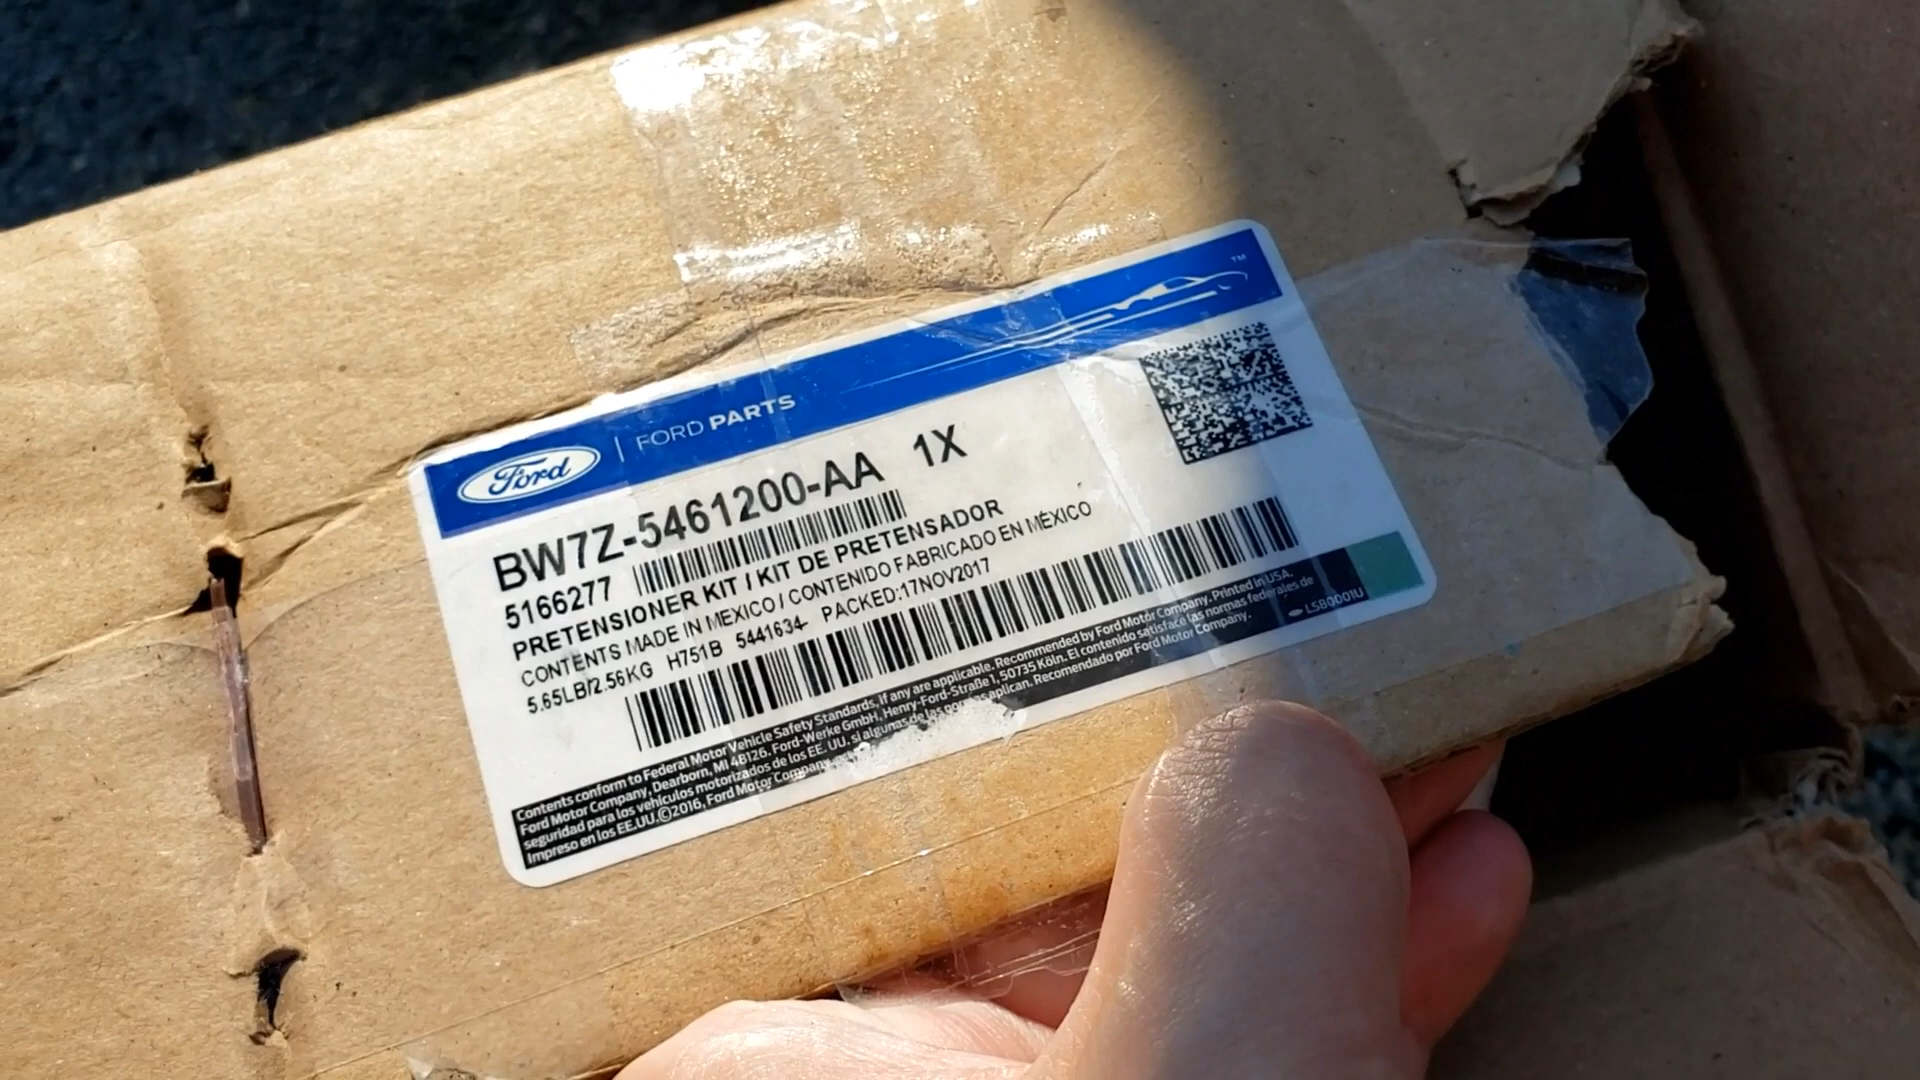 Ford | FORD PARTS ™
BW7Z-5461200-AA 1X
5166277
PRETENSIONER KIT / KIT DE PRETENSADOR
CONTENTS MADE IN MEXICO / CONTENIDO FABRICADO EN MÉXICO
5.65LB/2.56KG H751B 5441634- PACKED:17NOV2017
Contents conform to Federal Motor Vehicle Safety Standards, if any are applicable. Recommended by Ford Motor Company. Printed in USA.
Ford Motor Company, Dearborn, MI 48126. Ford-Werke GmbH, Henry-Ford-Straße 1, 50735 Köln. El contenido satisface las normas federales de
seguridad para los vehículos motorizados de los EE. UU. si algunas de las normas aplican. Recomendado por Ford Motor Company.
Impreso en los EE.UU.©2016, Ford Motor Company
LSB0001U